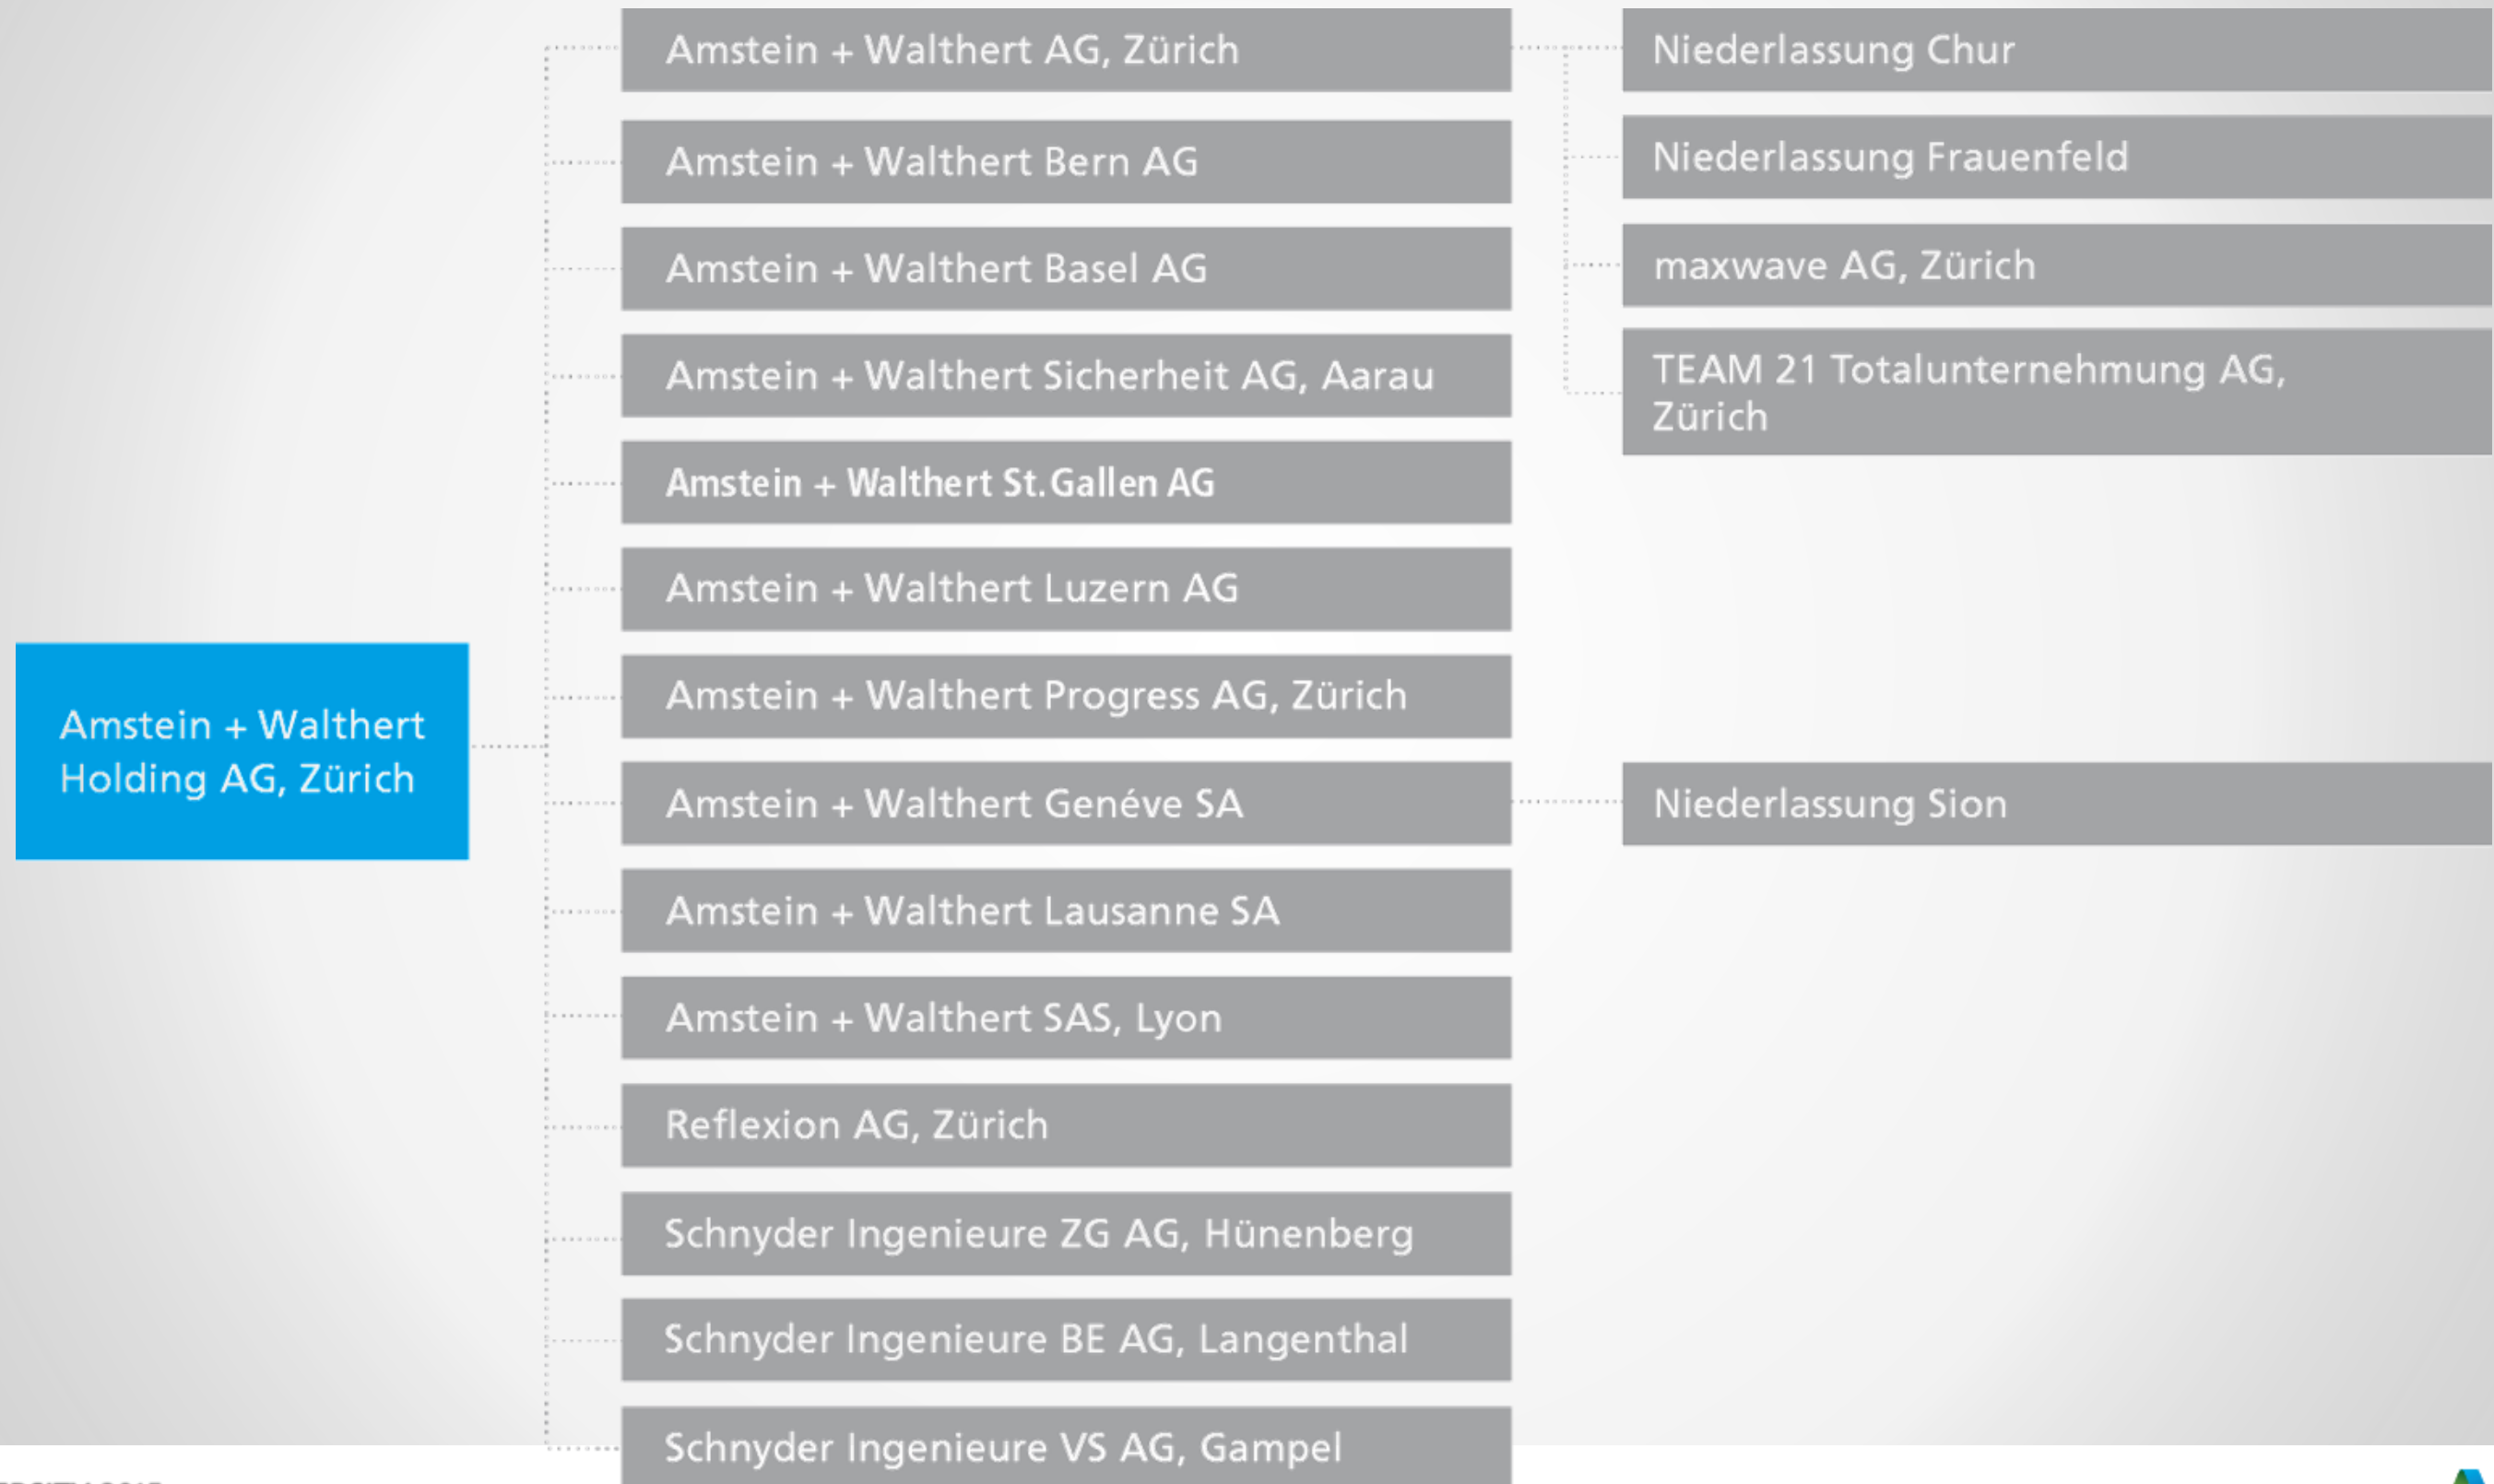 Amstein + Walthert
Holding AG, Zürich
Amstein + Walthert AG, Zürich
Amstein + Walthert Bern AG
Amstein + Walthert Basel AG
Amstein + Walthert Sicherheit AG, Aarau
Amstein + Walthert St.Gallen AG
Amstein + Walthert Luzern AG
Amstein + Walthert Progress AG, Zürich
Amstein + Walthert Genéve SA
Amstein + Walthert Lausanne SA
Amstein + Walthert SAS, Lyon
Reflexion AG, Zürich
Schnyder Ingenieure ZG AG, Hünenberg
Schnyder Ingenieure BE AG, Langenthal
Schnyder Ingenieure VS AG, Gampel
Niederlassung Chur
Niederlassung Frauenfeld
maxwave AG, Zürich
TEAM 21 Totalunternehmung AG,
Zürich
Niederlassung Sion